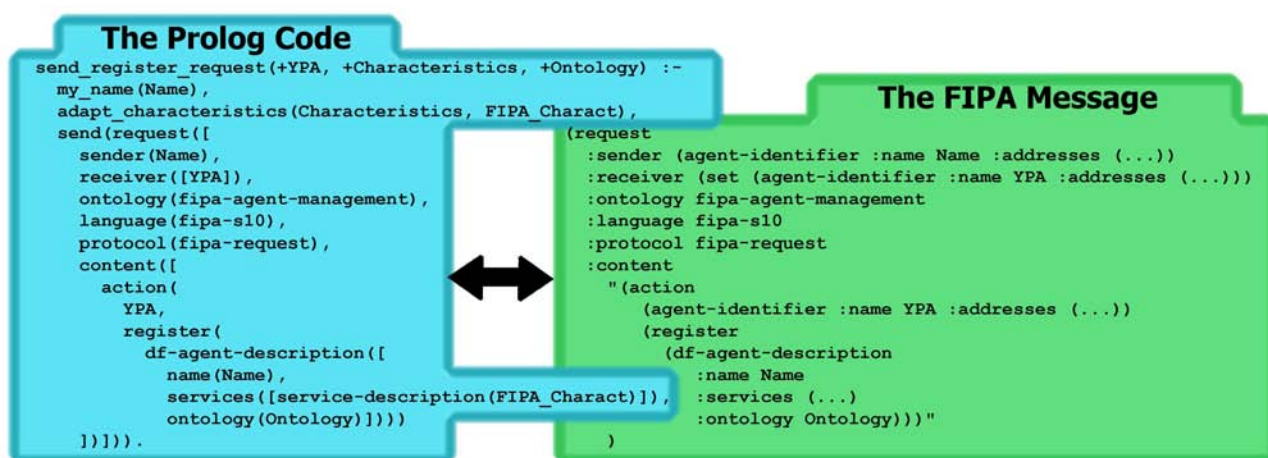 The Prolog Code
send_register_request(+YPA, +Characteristics, +Ontology) :-
my_name(Name),
adapt_characteristics(Characteristics, FIPA_Charact),
send(request([
sender(Name),
receiver([YPA]),
ontology(fipa-agent-management),
language(fipa-s10),
protocol(fipa-request),
content([
action(
YPA,
register(
df-agent-description([
name(Name),
services([service-description(FIPA_Charact)]),
ontology(Ontology)])))
])])).
The FIPA Message
(request
:sender (agent-identifier :name Name :addresses (...))
:receiver (set (agent-identifier :name YPA :addresses (...)))
:ontology fipa-agent-management
:language fipa-s10
:protocol fipa-request
:content
"(action
(agent-identifier :name YPA :addresses (...))
(register
(df-agent-description
:name Name
:services (...)
:ontology Ontology)))"
)